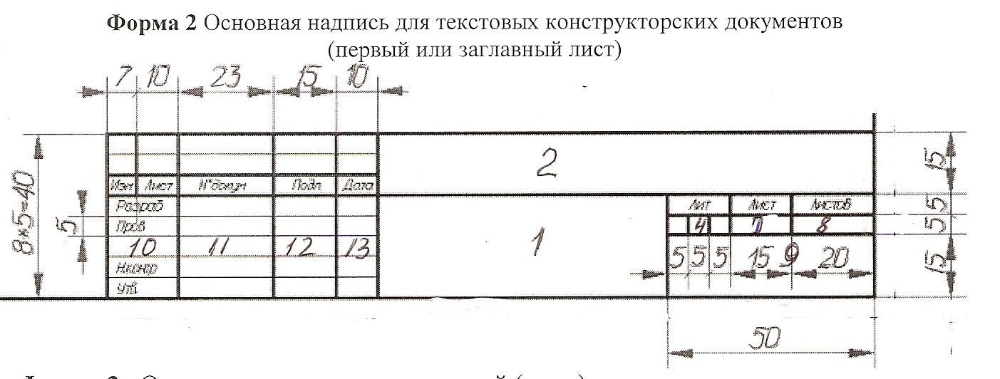 Форма 2 Основная надпись для текстовых конструкторских документов
(первый или заглавный лист)
7 10 23 15 10
8*5=40
5
2
15
Изм Лист №докум Подп Дата
Разраб
Лит Лист Листов
5
Пров
4 7 8
5
10 11 12 13
1
5 5 5 15 9 20
15
Н.контр
Утв
50